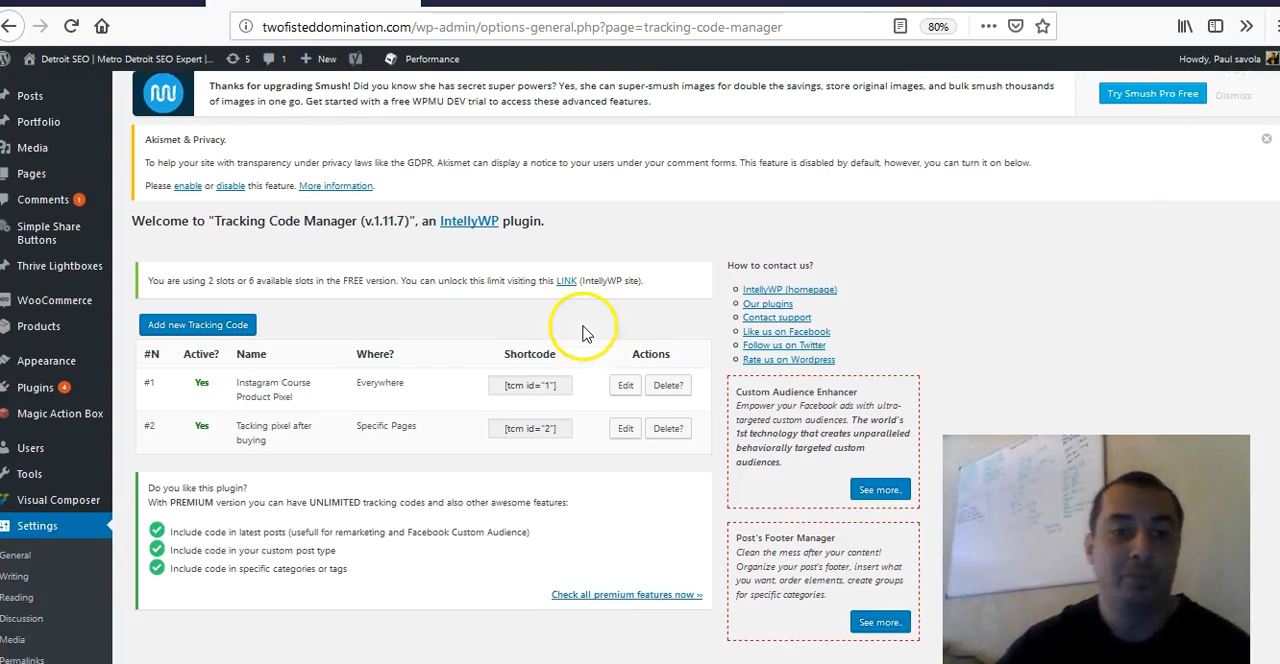 twofisteddomination.com/wp-admin/options-general.php?page=tracking-code-manager
80%
Detroit SEO | Metro Detroit SEO Expert |...
5
1
New
Performance
Howdy, Paul savola
Posts
Portfolio
Media
Pages
Comments 1
Simple Share
Buttons
Thrive Lightboxes
WooCommerce
Products
Appearance
Plugins 4
Magic Action Box
Users
Tools
Visual Composer
Settings
General
Writing
Reading
Discussion
Media
Permalinks
Thanks for upgrading Smush! Did you know she has secret super powers? Yes, she can super-smush images for double the savings, store original images, and bulk smush thousands
of images in one go. Get started with a free WPMU DEV trial to access these advanced features.
Try Smush Pro Free
Dismiss
Akismet & Privacy.
To help your site with transparency under privacy laws like the GDPR, Akismet can display a notice to your users under your comment forms. This feature is disabled by default, however, you can turn it on below.
Please enable or disable this feature. More information.
Welcome to "Tracking Code Manager (v.1.11.7)", an IntellyWP plugin.
You are using 2 slots or 6 available slots in the FREE version. You can unlock this limit visiting this LINK (IntellyWP site).
Add new Tracking Code
#N Active? Name Where? Shortcode Actions
#1 Yes Instagram Course Everywhere [tcm id="1"] Edit Delete?
Product Pixel
#2 Yes Tacking pixel after Specific Pages [tcm id="2"] Edit Delete?
buying
Do you like this plugin?
With PREMIUM version you can have UNLIMITED tracking codes and also other awesome features:
Include code in latest posts (usefull for remarketing and Facebook Custom Audience)
Include code in your custom post type
Include code in specific categories or tags
Check all premium features now »
How to contact us?
IntellyWP (homepage)
Our plugins
Contact support
Like us on Facebook
Follow us on Twitter
Rate us on Wordpress
Custom Audience Enhancer
Empower your Facebook ads with ultra-
targeted custom audiences. The world's
1st technology that creates unparalleled
behaviorally targeted custom
audiences.
See more..
Post's Footer Manager
Clean the mess after your content!
Organize your post's footer, insert what
you want, order elements, create groups
for specific categories.
See more..